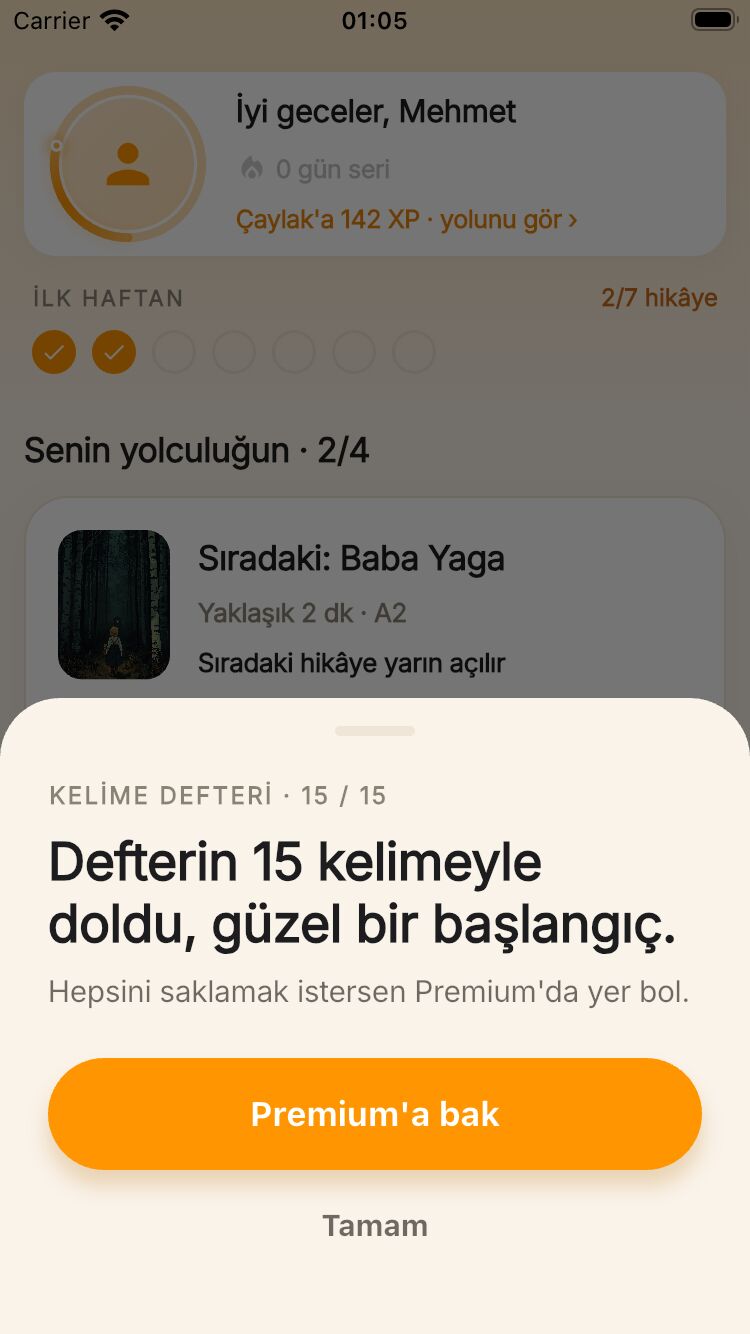 Carrier 01:05
İyi geceler, Mehmet
0 gün seri
Çaylak'a 142 XP · yolunu gör ›
İLK HAFTAN 2/7 hikâye
Senin yolculuğun · 2/4
Sıradaki: Baba Yaga
Yaklaşık 2 dk · A2
Sıradaki hikâye yarın açılır
KELİME DEFTERİ · 15 / 15
Defterin 15 kelimeyle
doldu, güzel bir başlangıç.
Hepsini saklamak istersen Premium'da yer bol.
Premium'a bak
Tamam